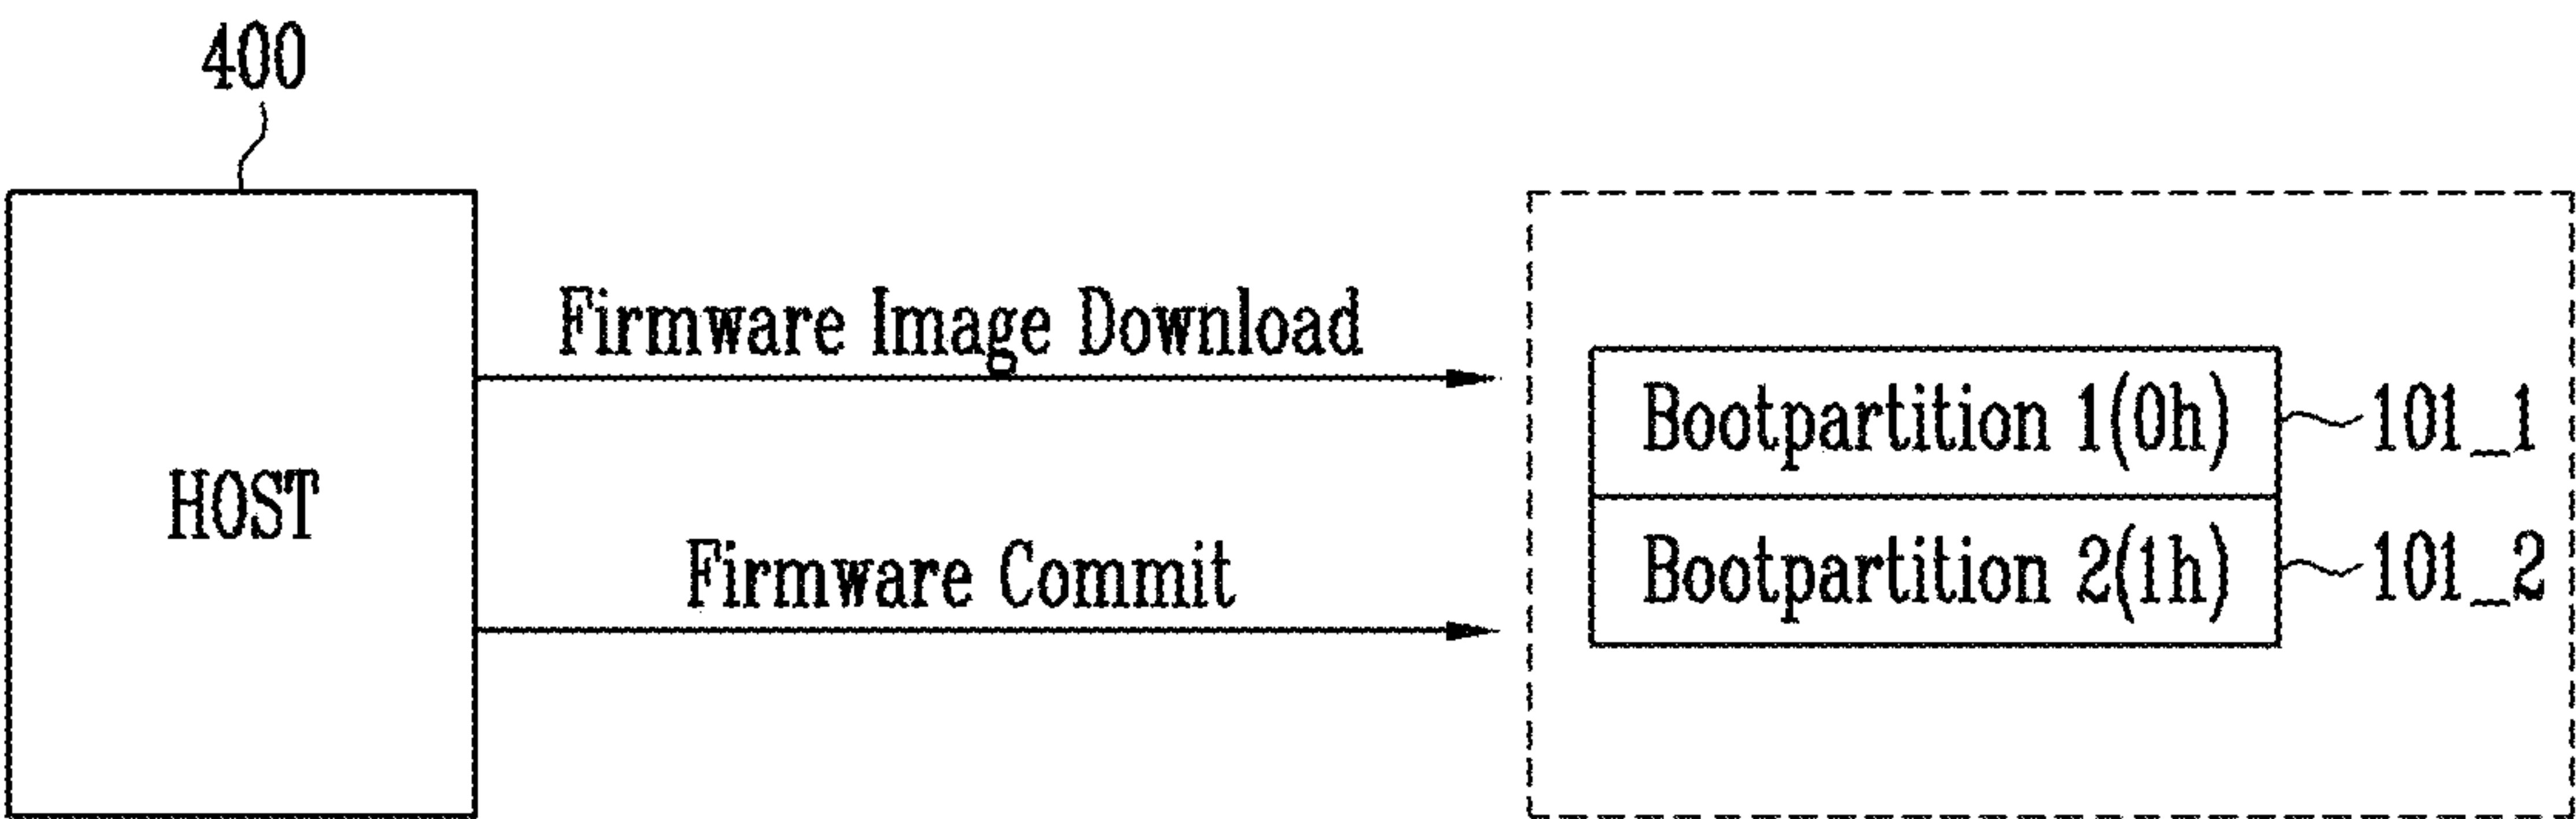 400
HOST
Firmware Image Download
Firmware Commit
Bootpartition 1(0h)
101_1
Bootpartition 2(1h)
101_2